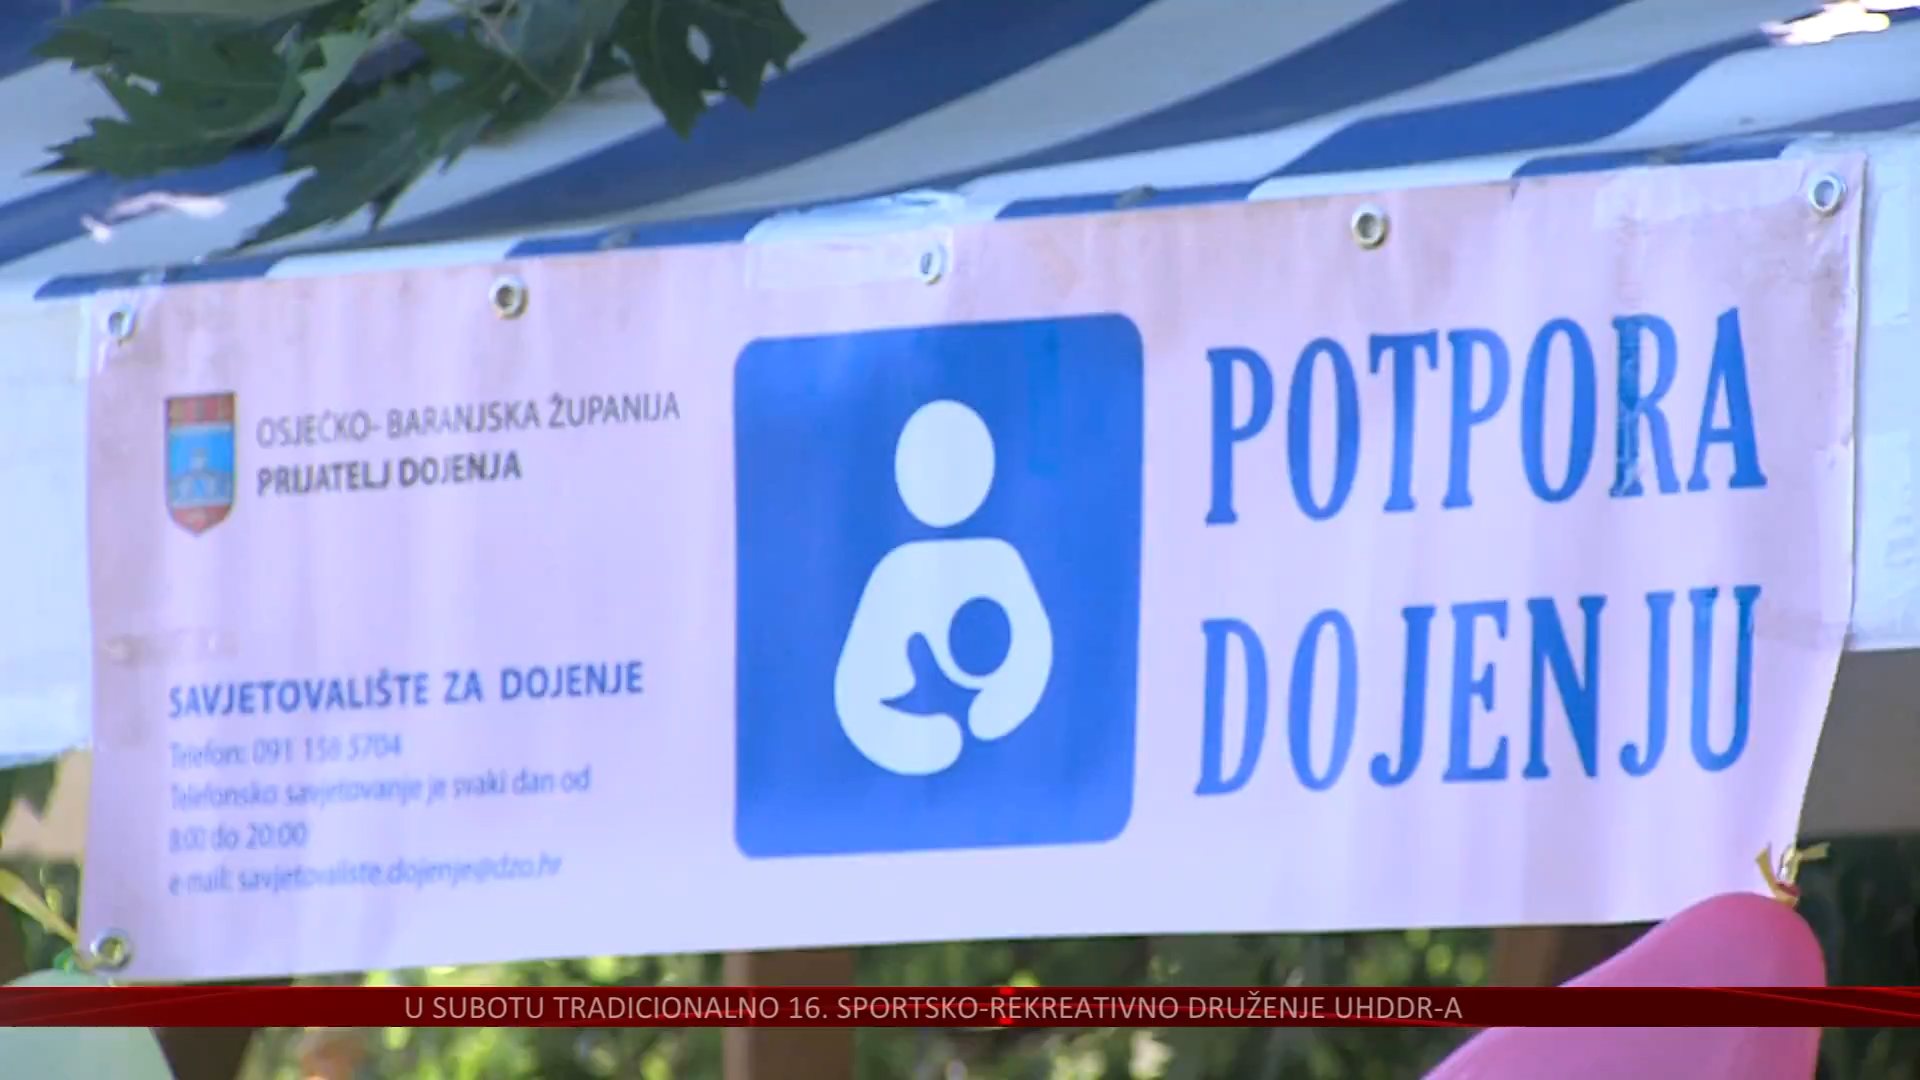 OSJEČKO- BARANJSKA ŽUPANIJA
PRIJATELJ DOJENJA
SAVJETOVALIŠTE ZA DOJENJE
Telefon: 091 156 5704
Telefonsko savjetovanje je svaki dan od
8:00 do 20:00
e-mail: savjetovaliste.dojenje@dzo.hr
POTPORA
DOJENJU
U SUBOTU TRADICIONALNO 16. SPORTSKO-REKREATIVNO DRUŽENJE UHDDR-A